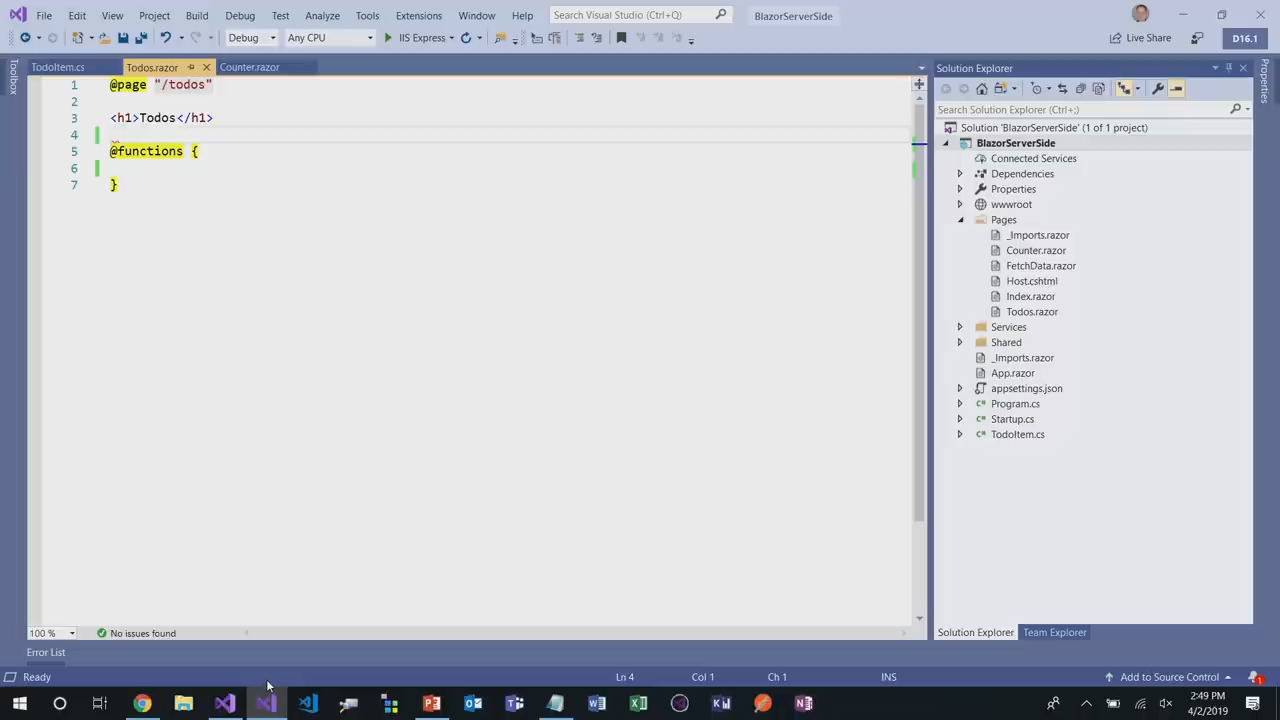 File Edit View Project Build Debug Test Analyze Tools Extensions Window Help Search Visual Studio (Ctrl+Q) BlazorServerSide
Debug Any CPU IIS Express Live Share D16.1
Toolbox
TodoItem.cs Todos.razor Counter.razor
1 @page "/todos"
2
3 <h1>Todos</h1>
4
5 @functions {
6
7 }
100 % No issues found
Solution Explorer
Search Solution Explorer (Ctrl+;)
Solution 'BlazorServerSide' (1 of 1 project)
BlazorServerSide
Connected Services
Dependencies
Properties
wwwroot
Pages
_Imports.razor
Counter.razor
FetchData.razor
Host.cshtml
Index.razor
Todos.razor
Services
Shared
_Imports.razor
App.razor
appsettings.json
C# Program.cs
C# Startup.cs
C# TodoItem.cs
Solution Explorer Team Explorer
Properties
Error List
Ready Ln 4 Col 1 Ch 1 INS Add to Source Control 1
2:49 PM
4/2/2019